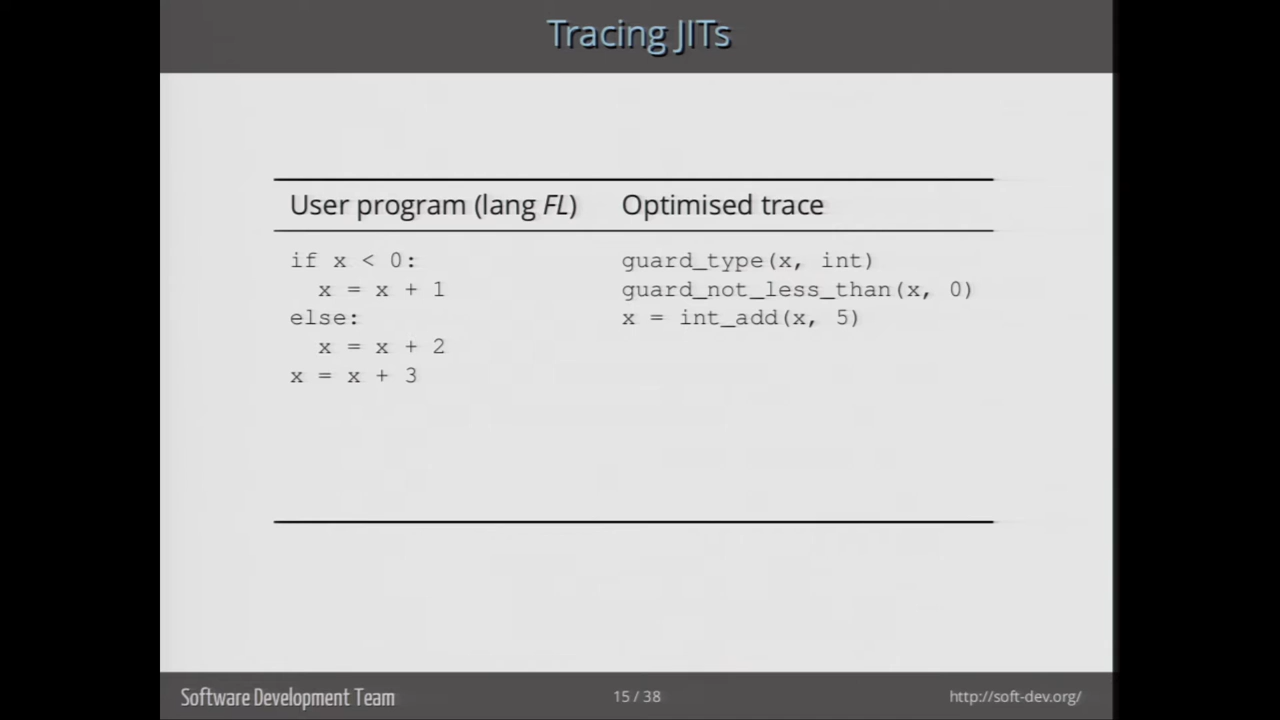 Tracing JITs
User program (lang FL)
Optimised trace
if x < 0:
x = x + 1
else:
x = x + 2
x = x + 3
guard_type(x, int)
guard_not_less_than(x, 0)
x = int_add(x, 5)
Software Development Team
15 / 38
http://soft-dev.org/